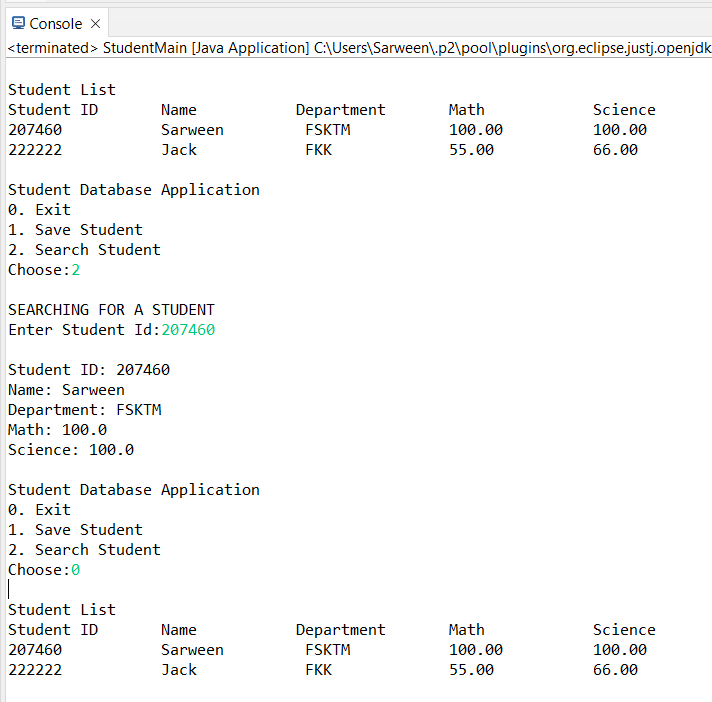 Console
<terminated> StudentMain [Java Application] C:\Users\Sarween\.p2\pool\plugins\org.eclipse.justj.openjdk
Student List
Student ID Name Department Math Science
207460 Sarween FSKTM 100.00 100.00
222222 Jack FKK 55.00 66.00
Student Database Application
0. Exit
1. Save Student
2. Search Student
Choose:2
SEARCHING FOR A STUDENT
Enter Student Id:207460
Student ID: 207460
Name: Sarween
Department: FSKTM
Math: 100.0
Science: 100.0
Student Database Application
0. Exit
1. Save Student
2. Search Student
Choose:0
Student List
Student ID Name Department Math Science
207460 Sarween FSKTM 100.00 100.00
222222 Jack FKK 55.00 66.00